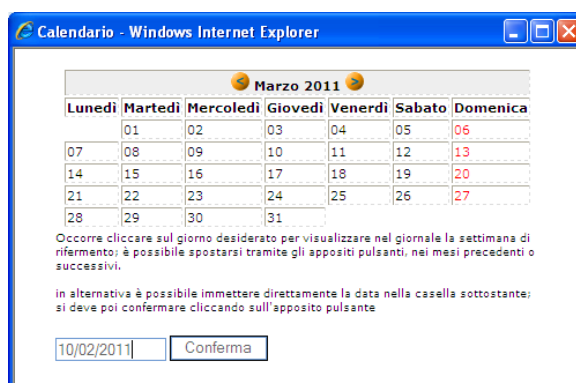 Calendario - Windows Internet Explorer
< Marzo 2011 >
Lunedì Martedì Mercoledì Giovedì Venerdì Sabato Domenica
01 02 03 04 05 06
07 08 09 10 11 12 13
14 15 16 17 18 19 20
21 22 23 24 25 26 27
28 29 30 31
Occorre cliccare sul giorno desiderato per visualizzare nel giornale la settimana di
rifermento; è possibile spostarsi tramite gli appositi pulsanti, nei mesi precedenti o
successivi.
in alternativa è possibile immettere direttamente la data nella casella sottostante;
si deve poi confermare cliccando sull'apposito pulsante
10/02/2011 Conferma